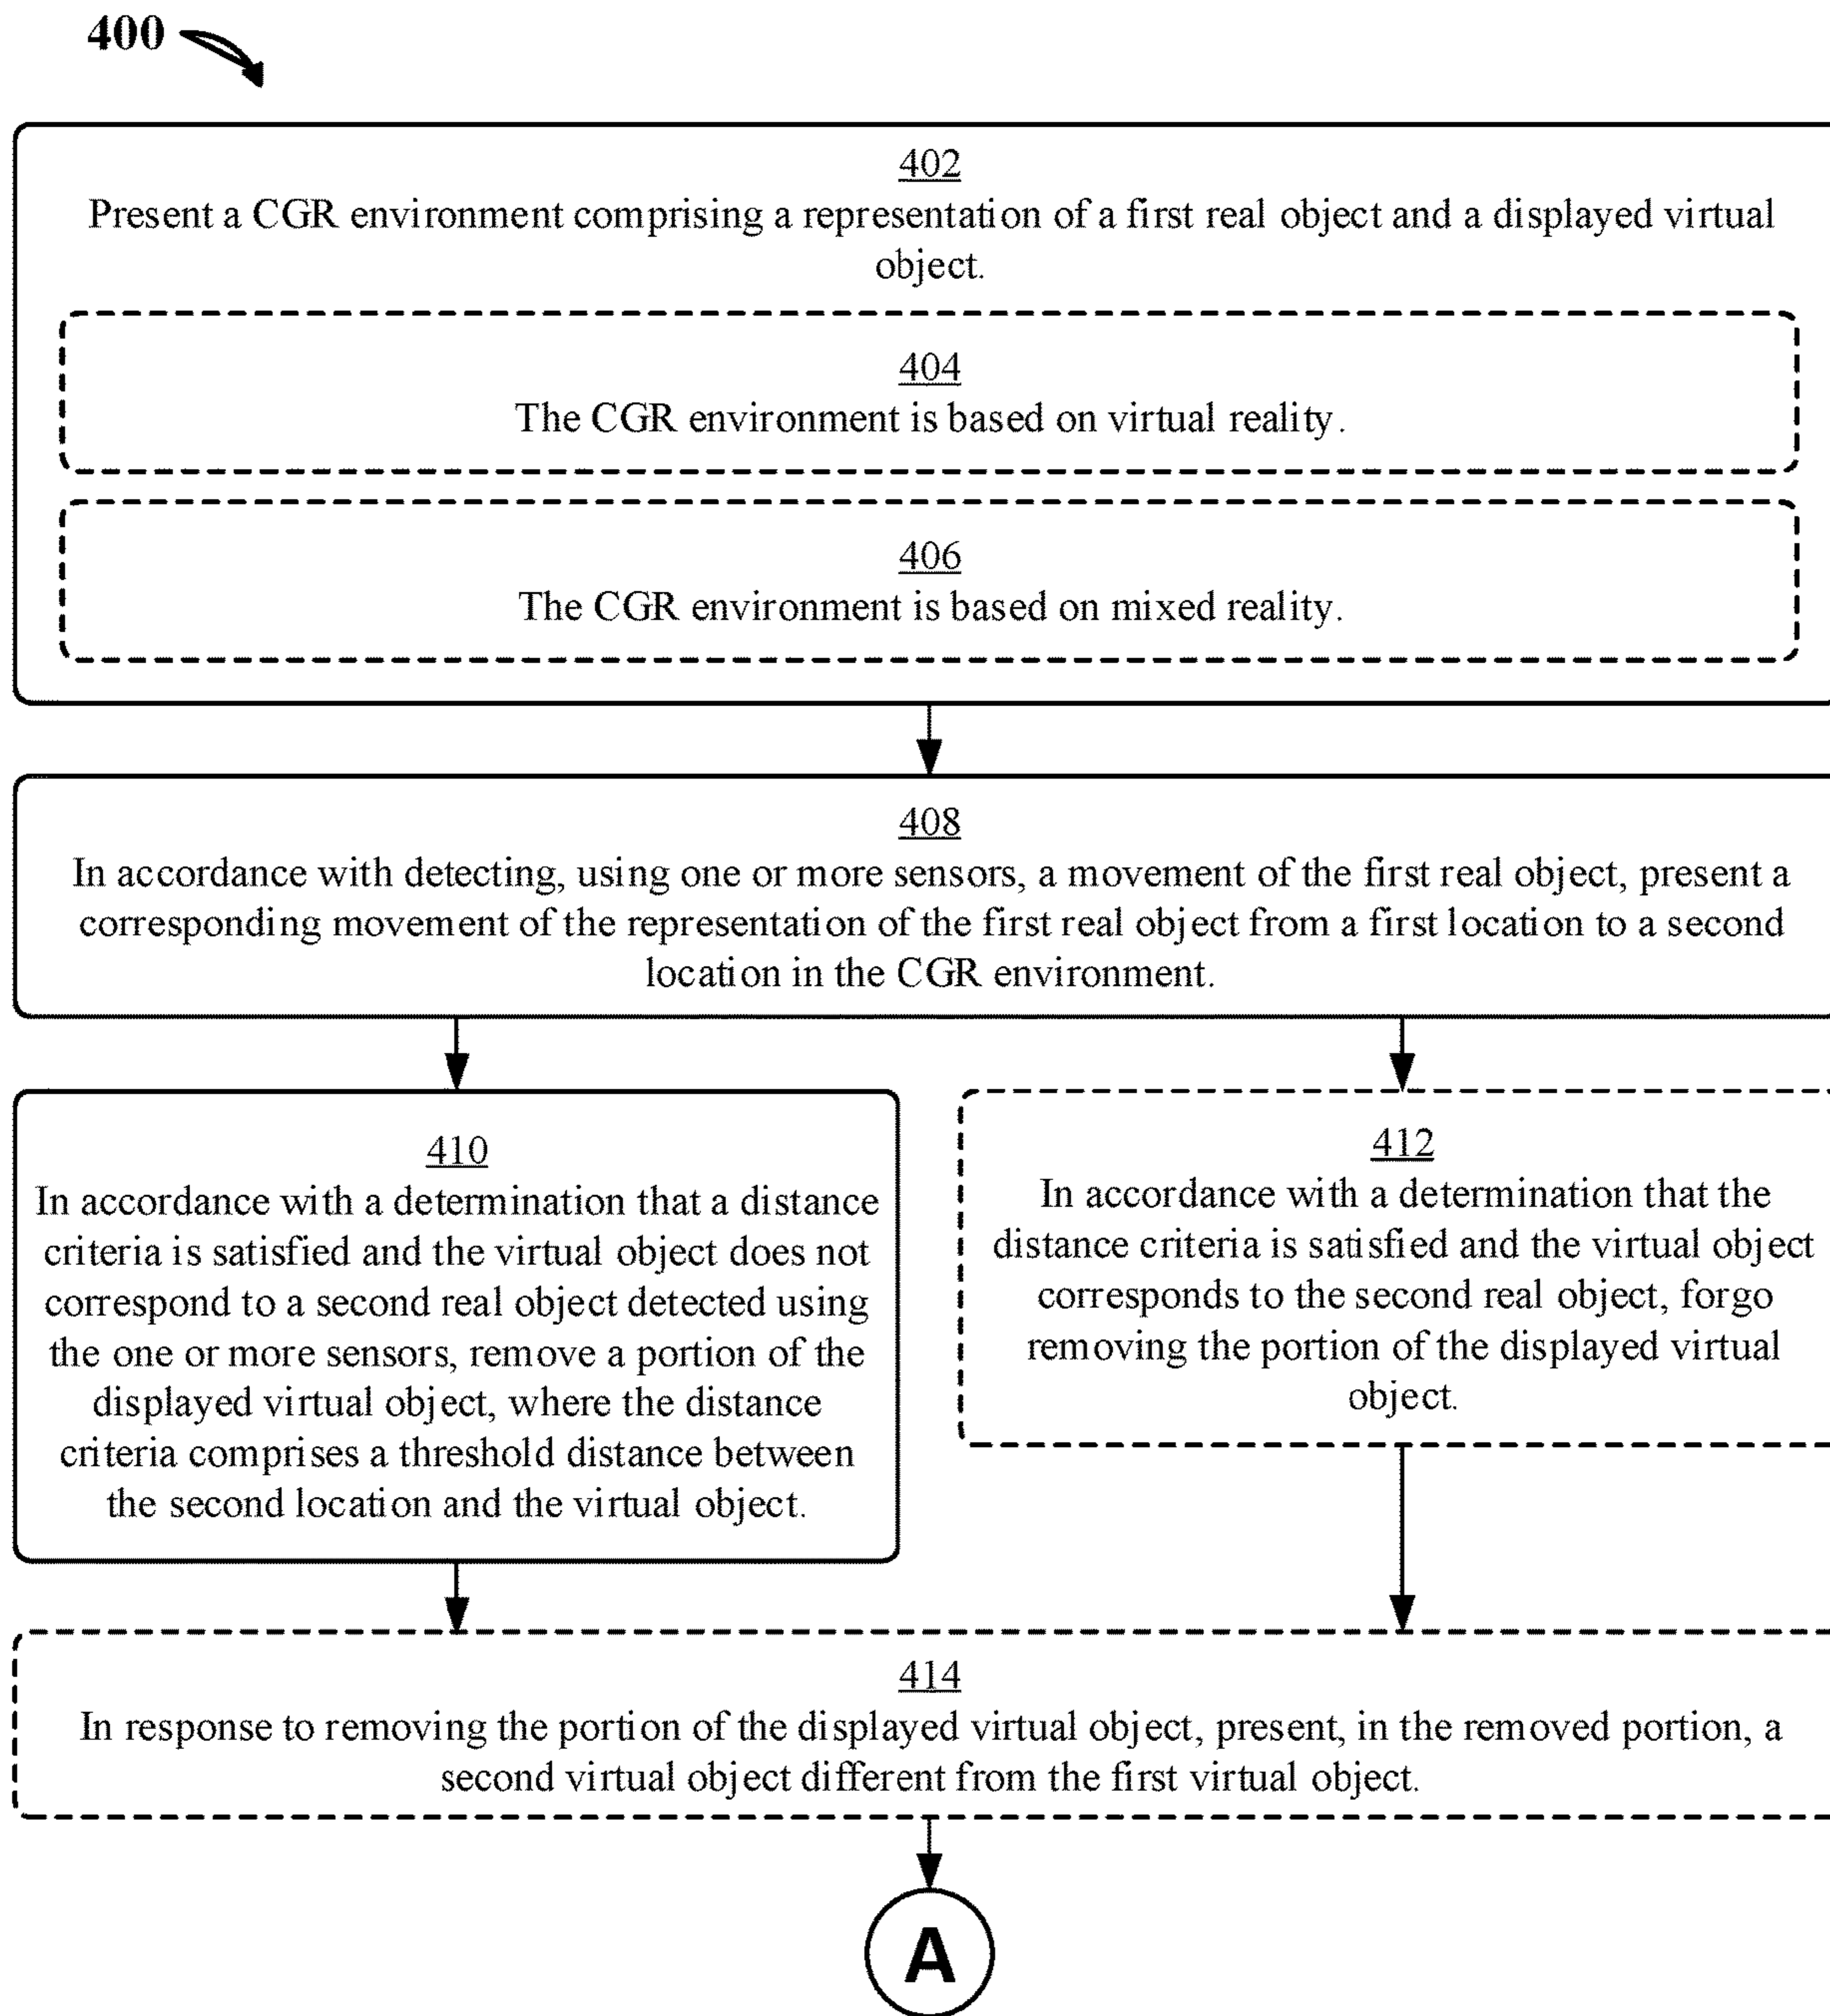 400
402
Present a CGR environment comprising a representation of a first real object and a displayed virtual
object.
404
The CGR environment is based on virtual reality.
406
The CGR environment is based on mixed reality.
408
In accordance with detecting, using one or more sensors, a movement of the first real object, present a
corresponding movement of the representation of the first real object from a first location to a second
location in the CGR environment.
410
In accordance with a determination that a distance
criteria is satisfied and the virtual object does not
correspond to a second real object detected using
the one or more sensors, remove a portion of the
displayed virtual object, where the distance
criteria comprises a threshold distance between
the second location and the virtual object.
412
In accordance with a determination that the
distance criteria is satisfied and the virtual object
corresponds to the second real object, forgo
removing the portion of the displayed virtual
object.
414
In response to removing the portion of the displayed virtual object, present, in the removed portion, a
second virtual object different from the first virtual object.
A